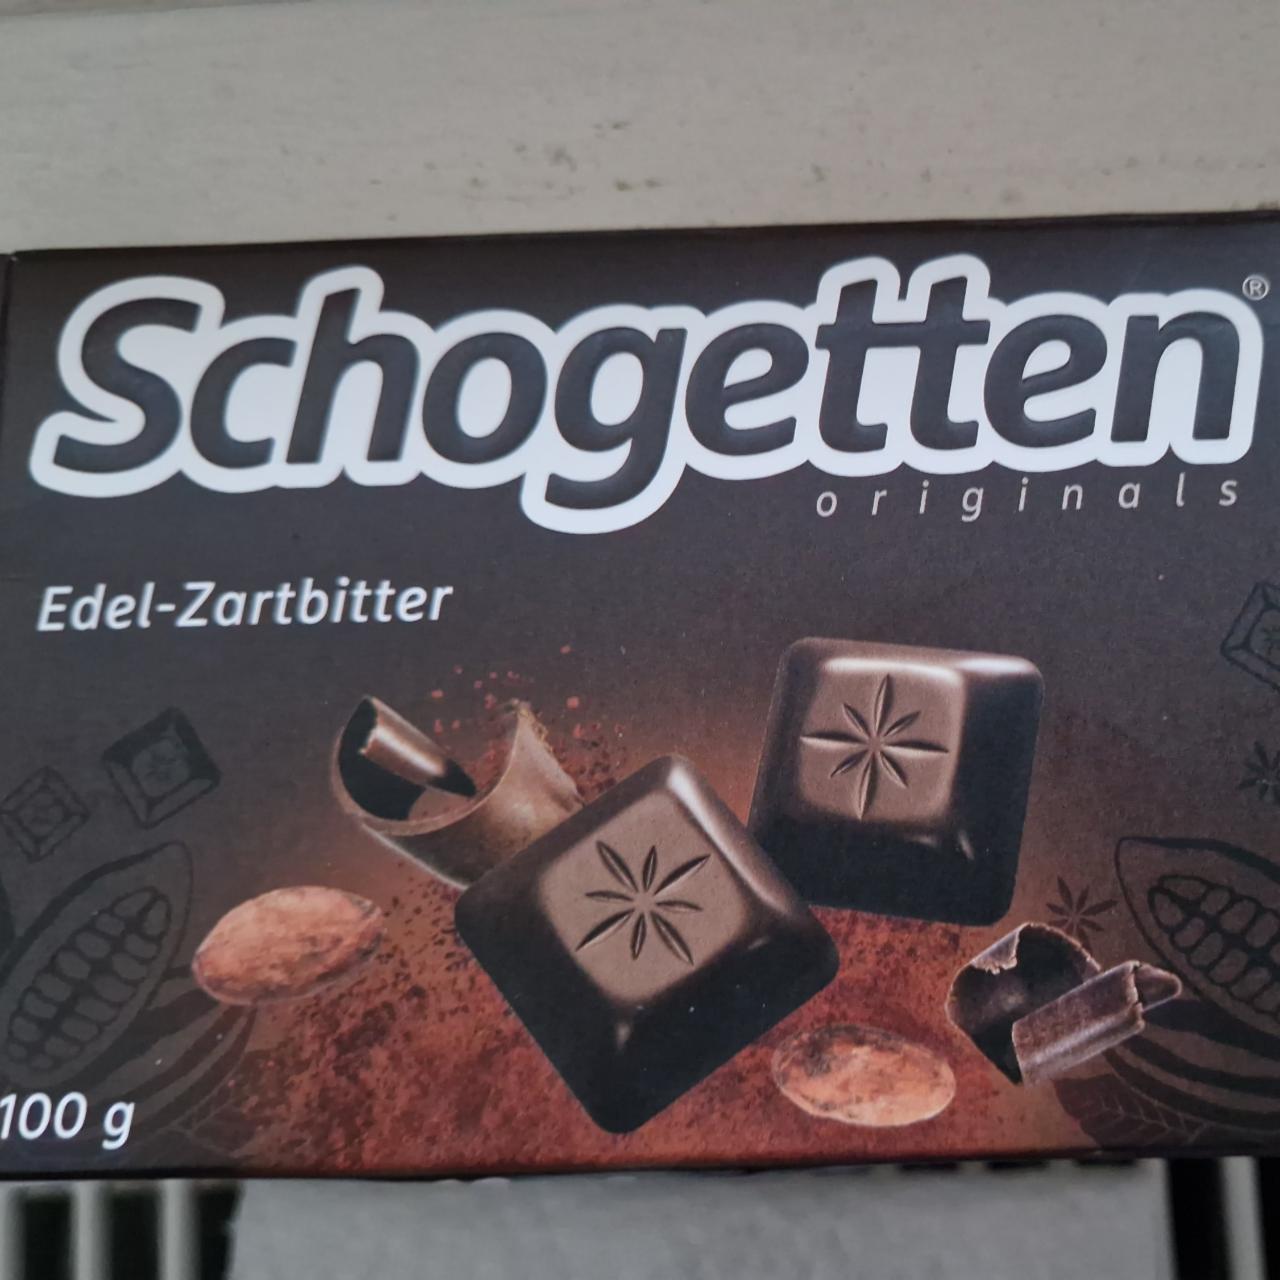 Schogetten®
originals
Edel-Zartbitter
100 g